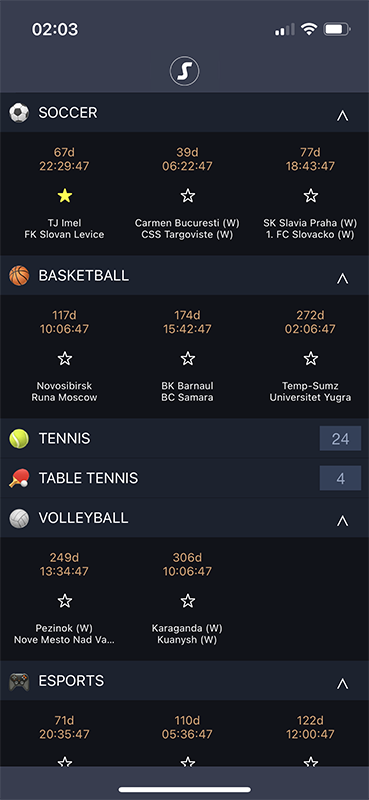 02:03
S
SOCCER
67d 39d 77d
22:29:47 06:22:47 18:43:47
TJ Imel Carmen Bucuresti (W) SK Slavia Praha (W)
FK Slovan Levice CSS Targoviste (W) 1. FC Slovacko (W)
BASKETBALL
117d 174d 272d
10:06:47 15:42:47 02:06:47
Novosibirsk BK Barnaul Temp-Sumz
Runa Moscow BC Samara Universitet Yugra
TENNIS 24
TABLE TENNIS 4
VOLLEYBALL
249d 306d
13:34:47 10:06:47
Pezinok (W) Karaganda (W)
Nove Mesto Nad Va... Kuanysh (W)
ESPORTS
71d 110d 122d
20:35:47 05:36:47 12:00:47